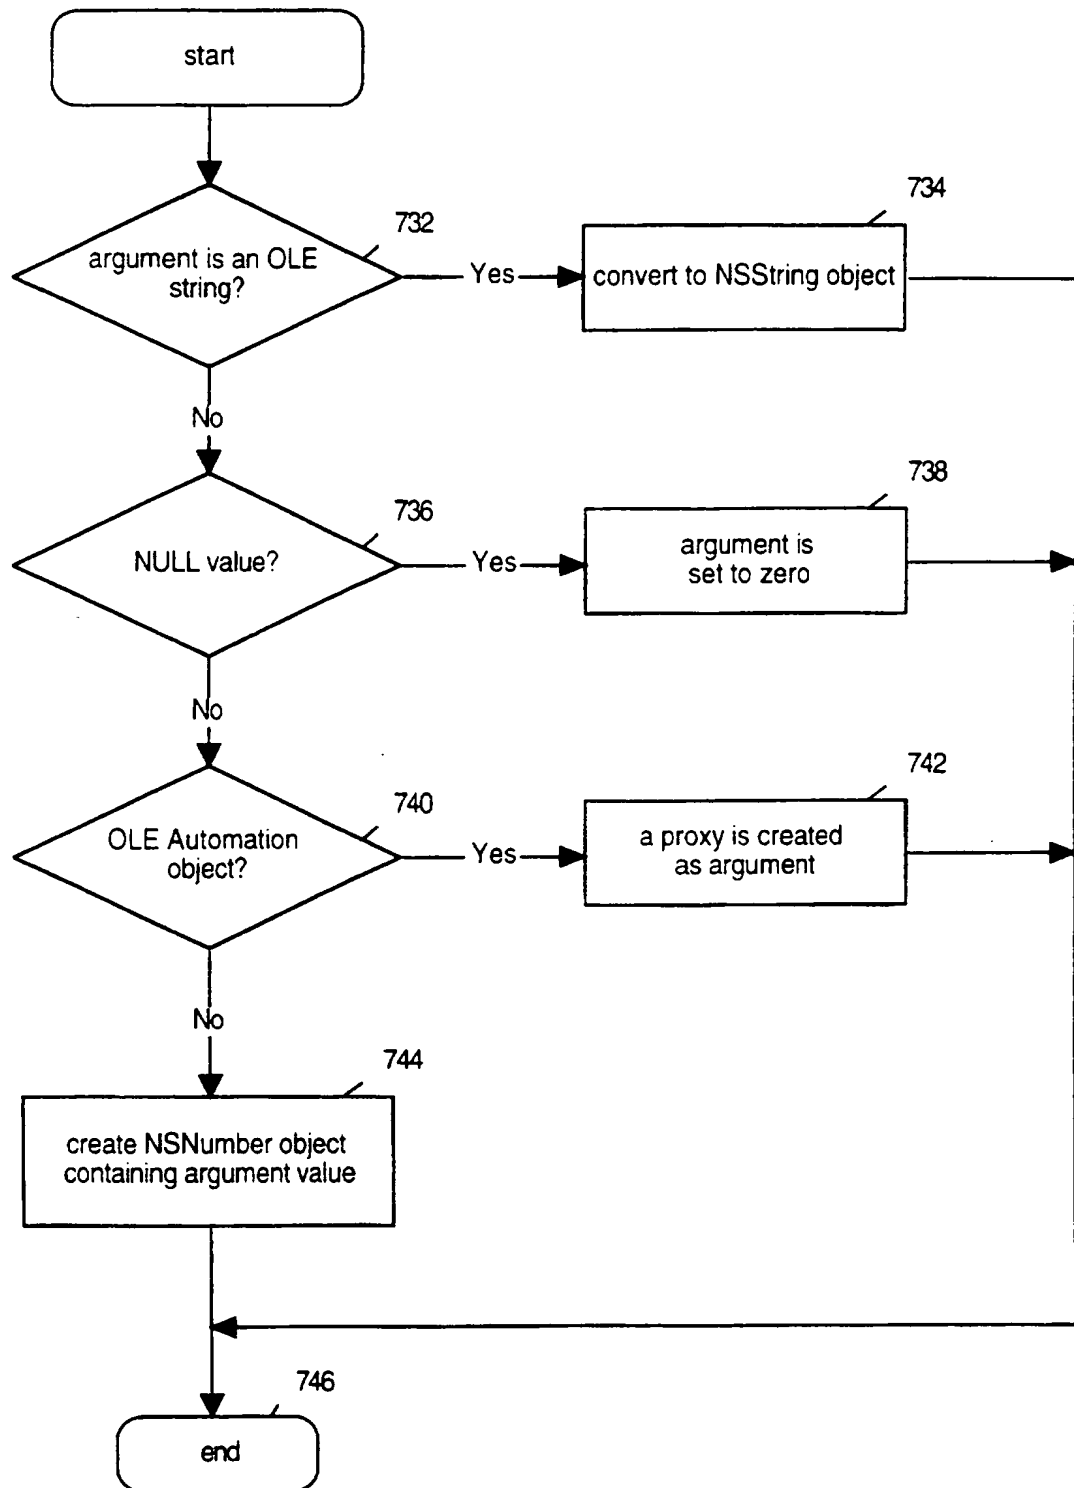 start
732
argument is an OLE
string?
Yes
734
convert to NSString object
No
736
NULL value?
Yes
738
argument is
set to zero
No
740
OLE Automation
object?
Yes
742
a proxy is created
as argument
No
744
create NSNumber object
containing argument value
746
end